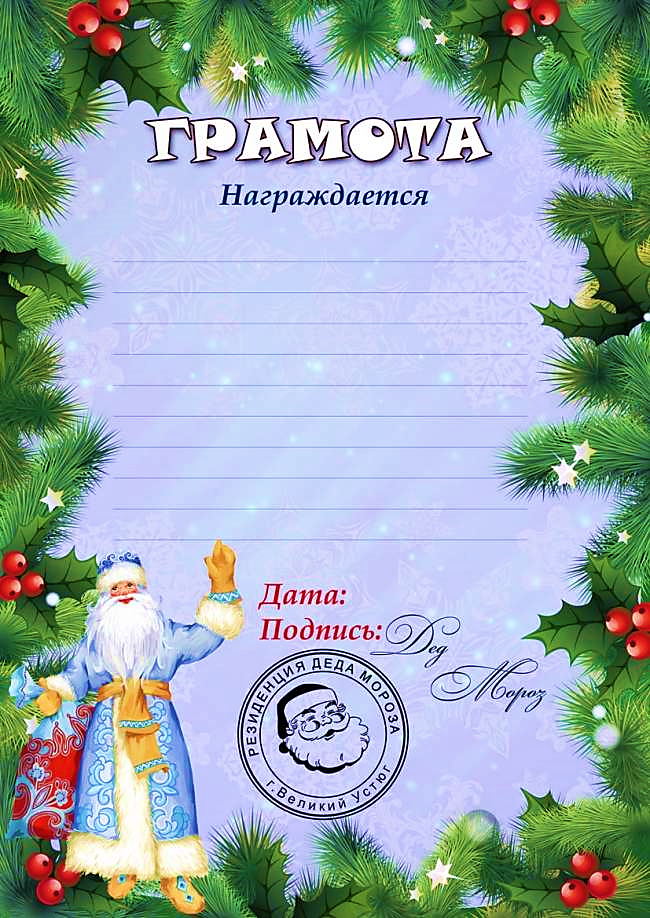 ГРАМОТА
Награждается
Дата:
Подпись: Дед
Мороз
РЕЗИДЕНЦИЯ ДЕДА МОРОЗА
г. Великий Устюг